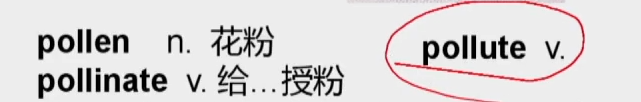 pollen n. 花粉 pollute v.
pollinate v. 给…授粉